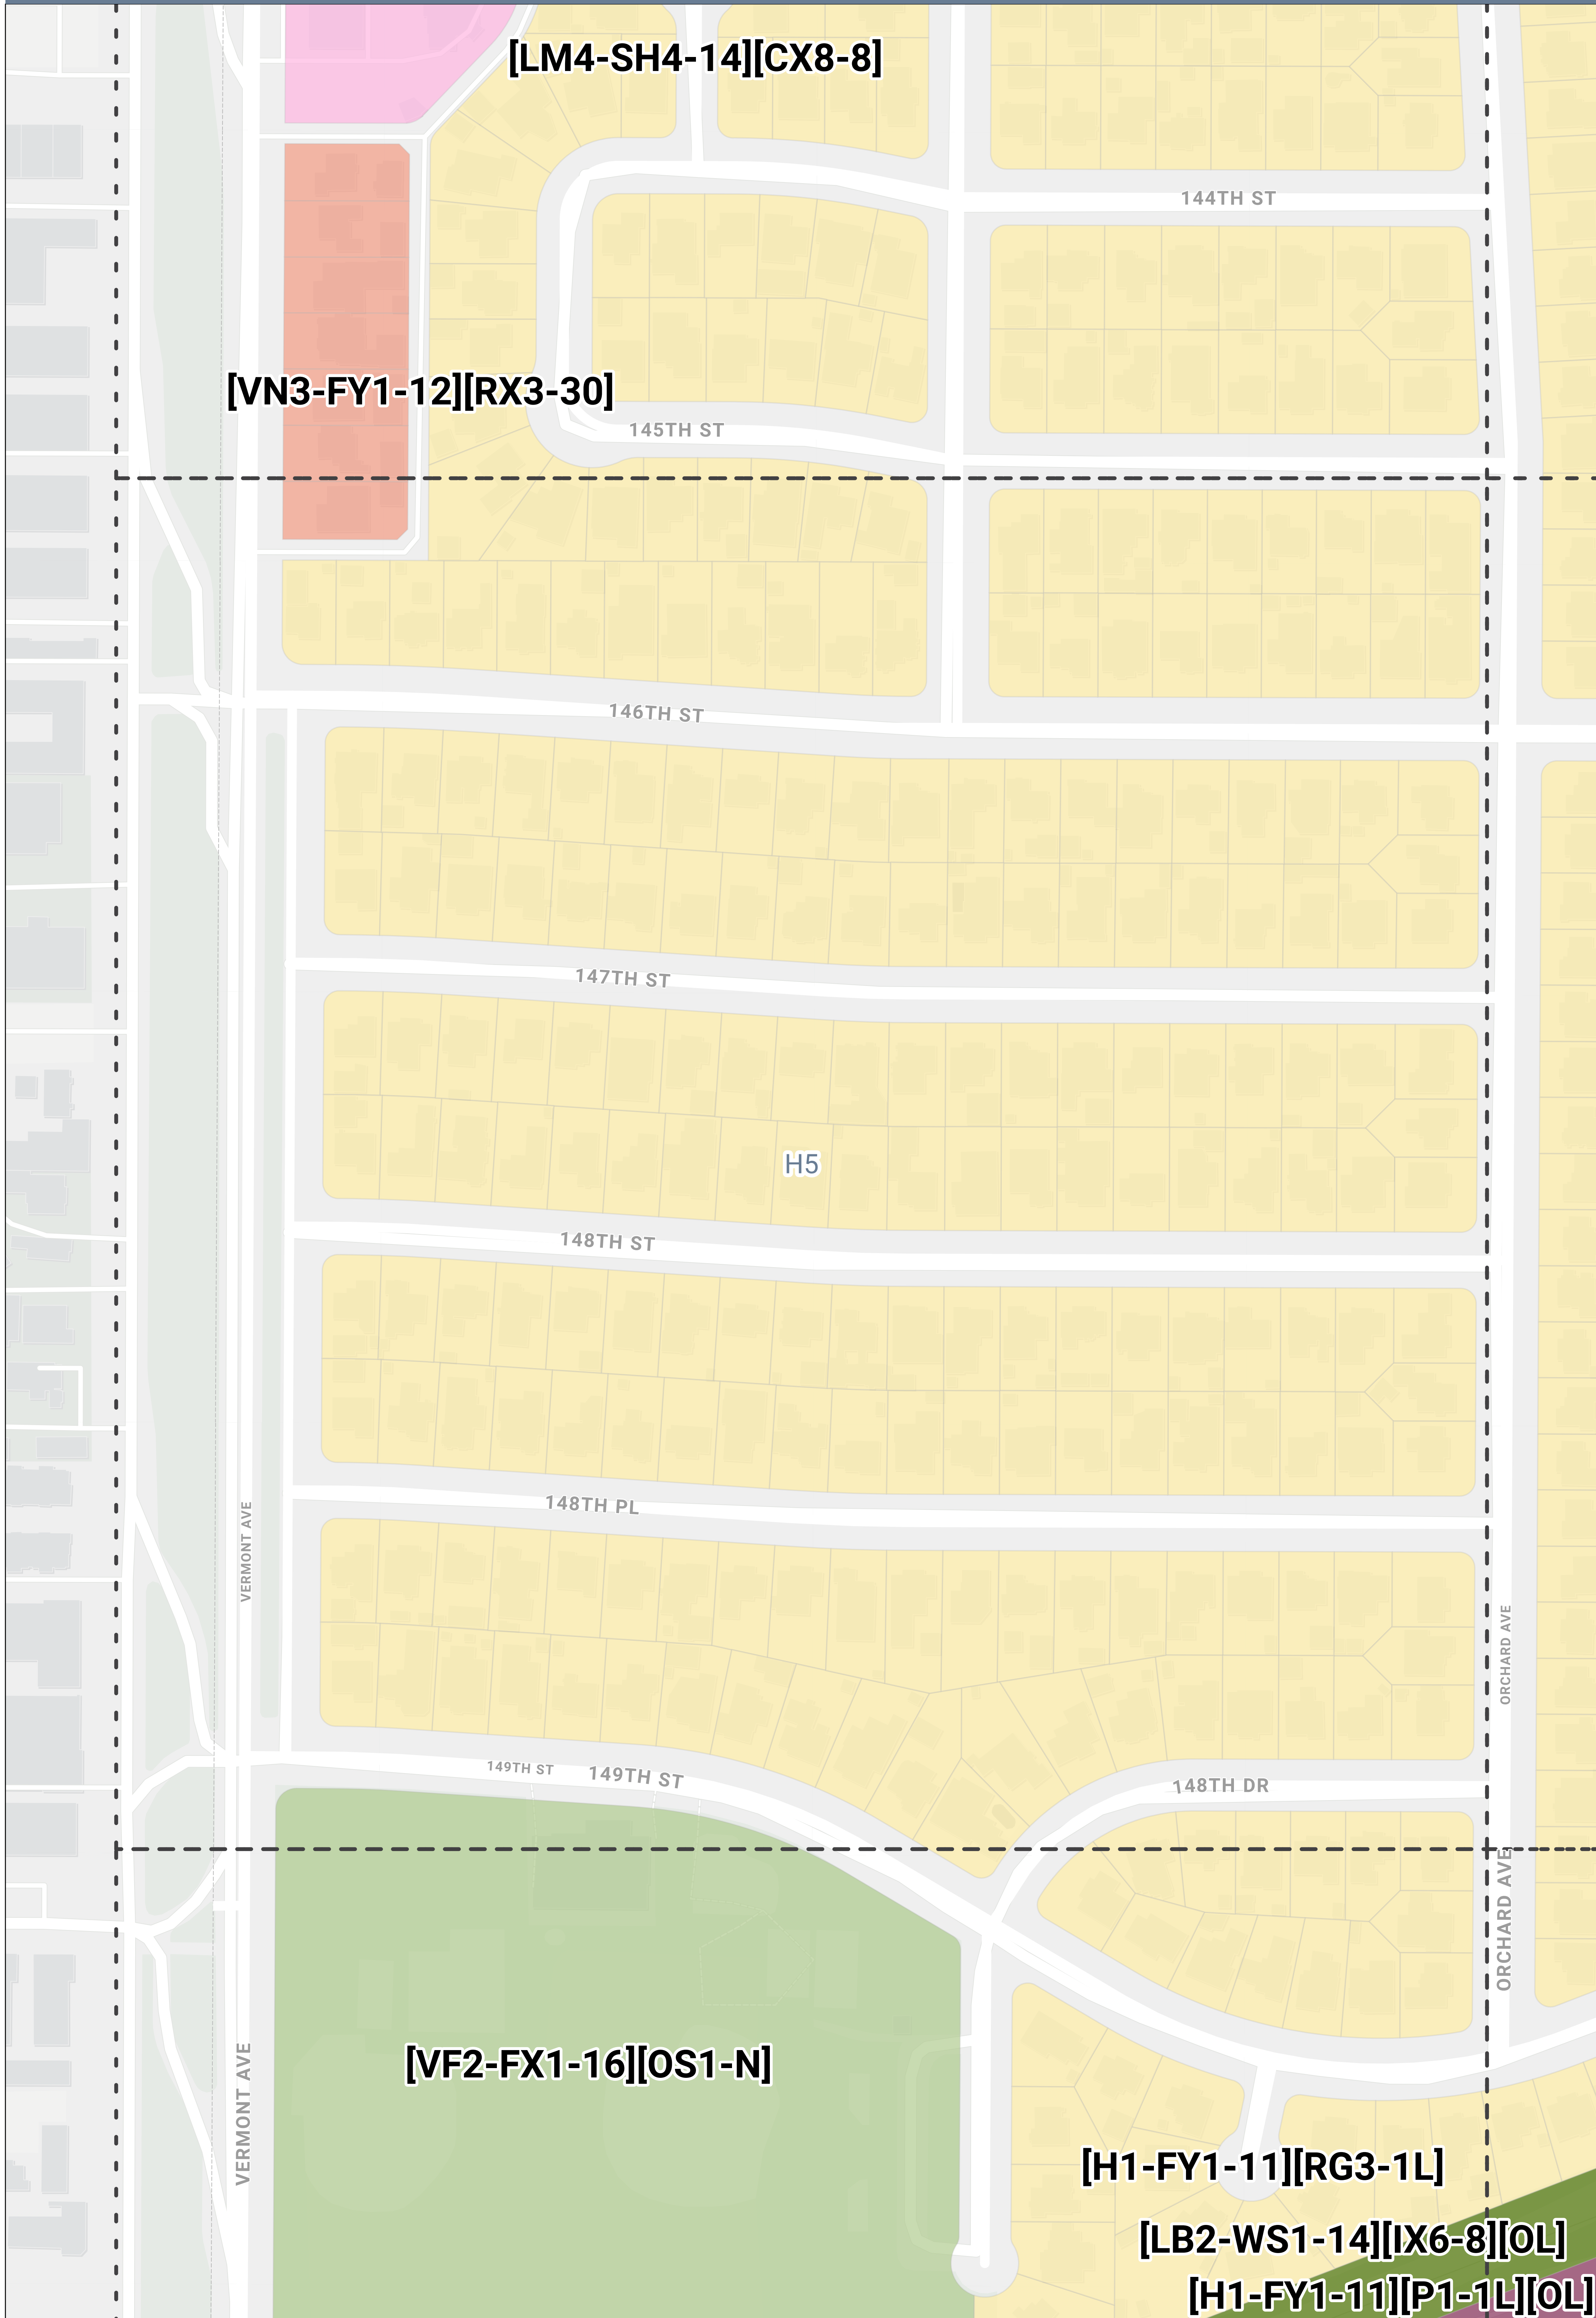 [LM4-SH4-14][CX8-8]
144TH ST
[VN3-FY1-12][RX3-30]
145TH ST
146TH ST
147TH ST
H5
148TH ST
148TH PL
VERMONT AVE
ORCHARD AVE
149TH ST
149TH ST
148TH DR
ORCHARD AVE
[VF2-FX1-16][OS1-N]
VERMONT AVE
[H1-FY1-11][RG3-1L]
[LB2-WS1-14][IX6-8][OL]
[H1-FY1-11][P1-1L][OL]